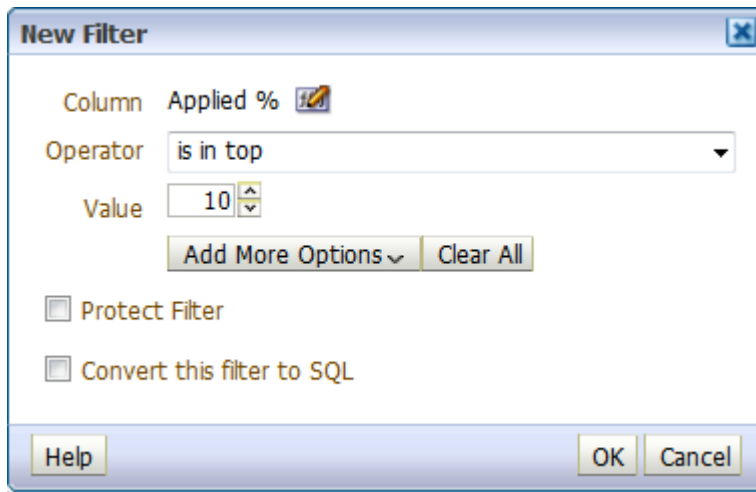 New Filter
Column Applied %
Operator is in top
Value 10
Add More Options Clear All
Protect Filter
Convert this filter to SQL
Help OK Cancel